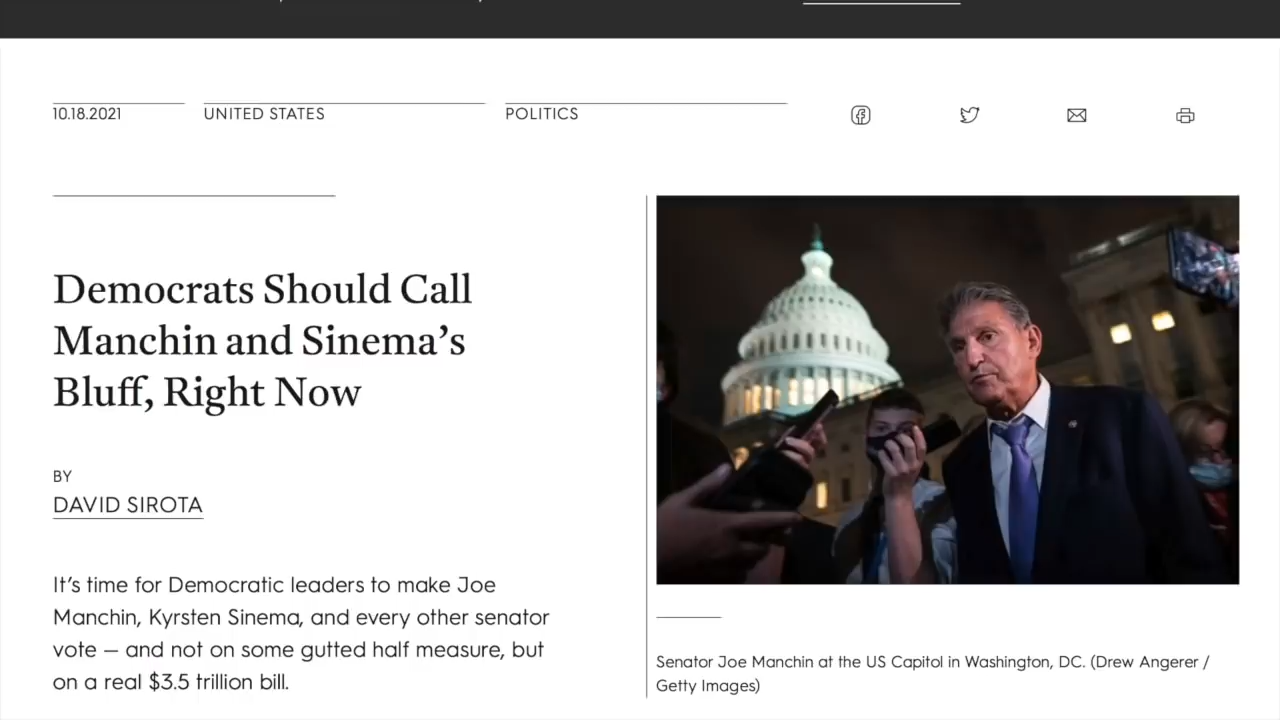 10.18.2021
UNITED STATES
POLITICS
Democrats Should Call
Manchin and Sinema’s
Bluff, Right Now
BY
DAVID SIROTA
It’s time for Democratic leaders to make Joe
Manchin, Kyrsten Sinema, and every other senator
vote — and not on some gutted half measure, but
on a real $3.5 trillion bill.
Senator Joe Manchin at the US Capitol in Washington, DC. (Drew Angerer /
Getty Images)